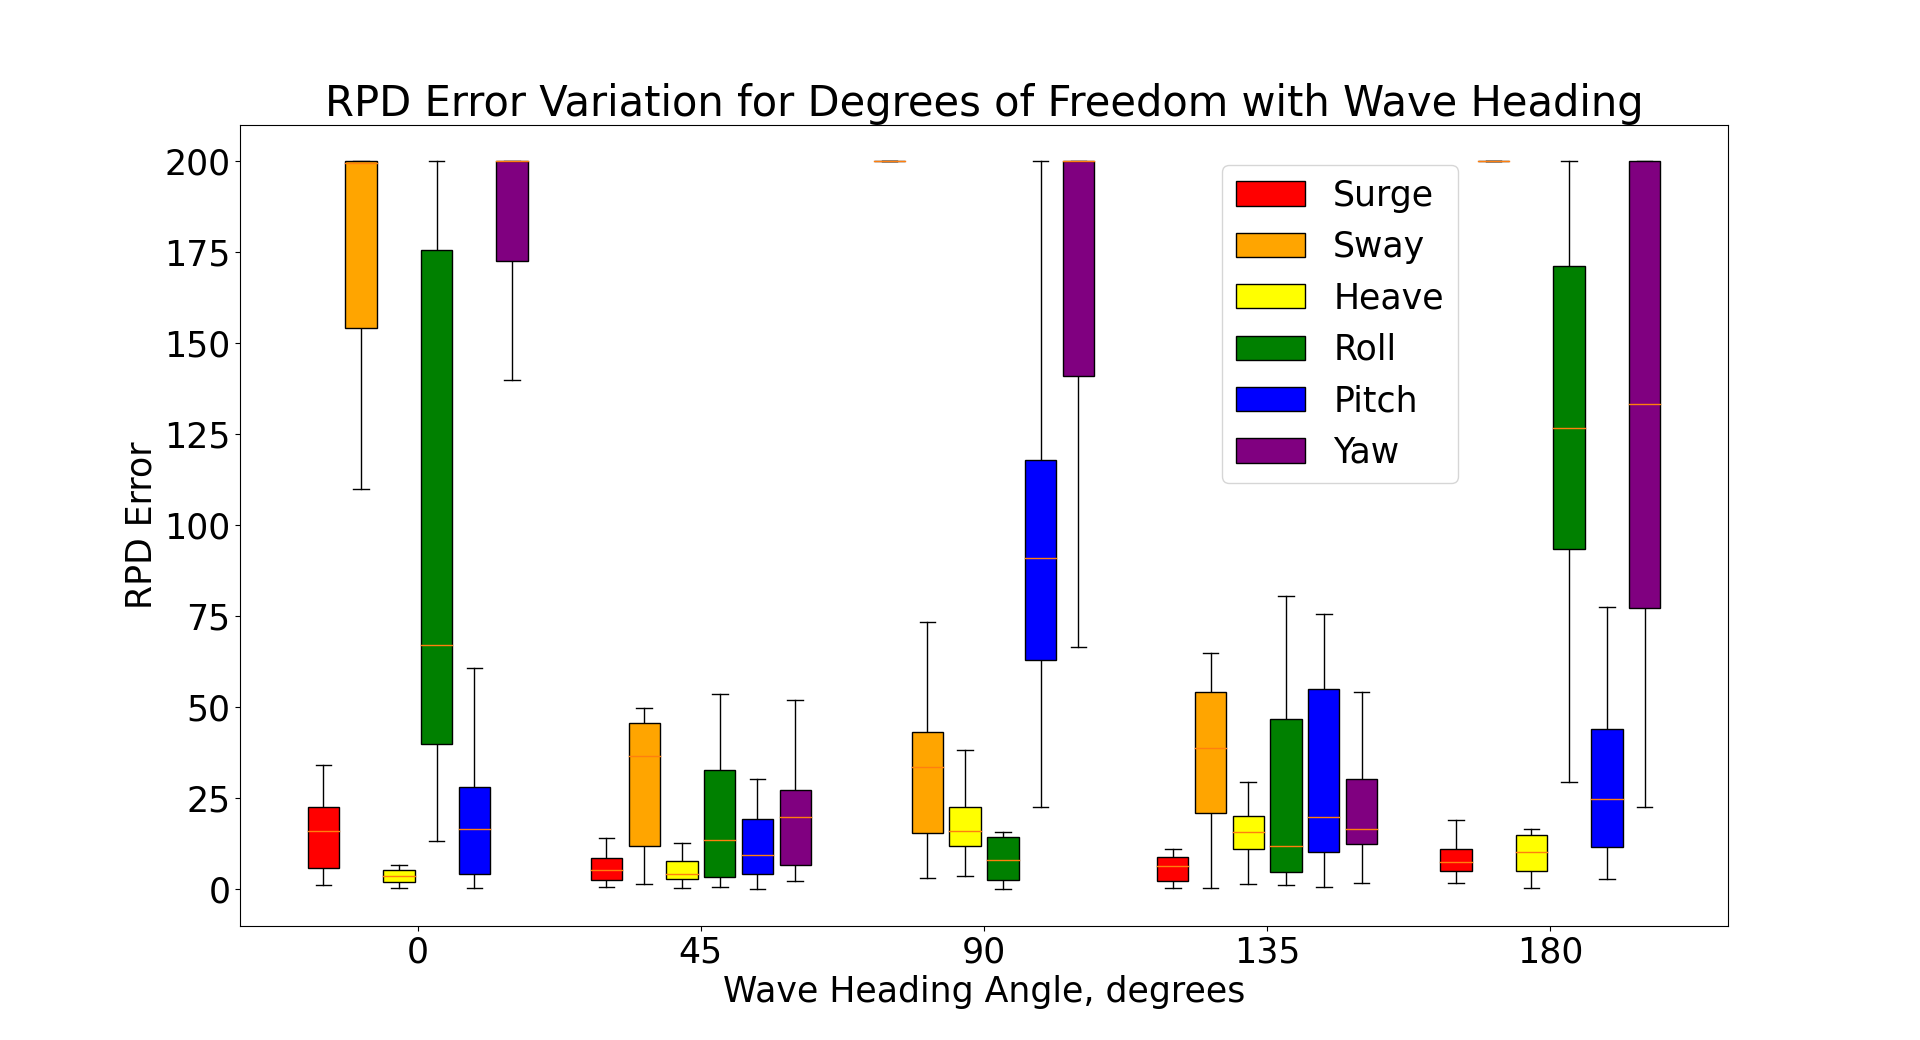 RPD Error Variation for Degrees of Freedom with Wave Heading
RPD Error
200
175
150
125
100
75
50
25
0
Surge
Sway
Heave
Roll
Pitch
Yaw
0 45 90 135 180
Wave Heading Angle, degrees